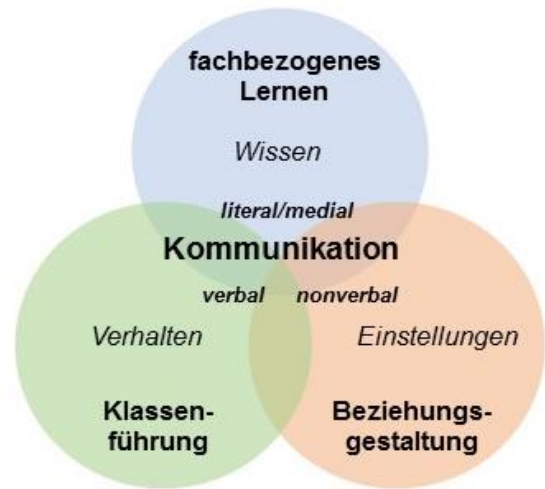 fachbezogenes
Lernen
Wissen
literal/medial
Kommunikation
verbal nonverbal
Verhalten
Einstellungen
Klassen-
führung
Beziehungs-
gestaltung